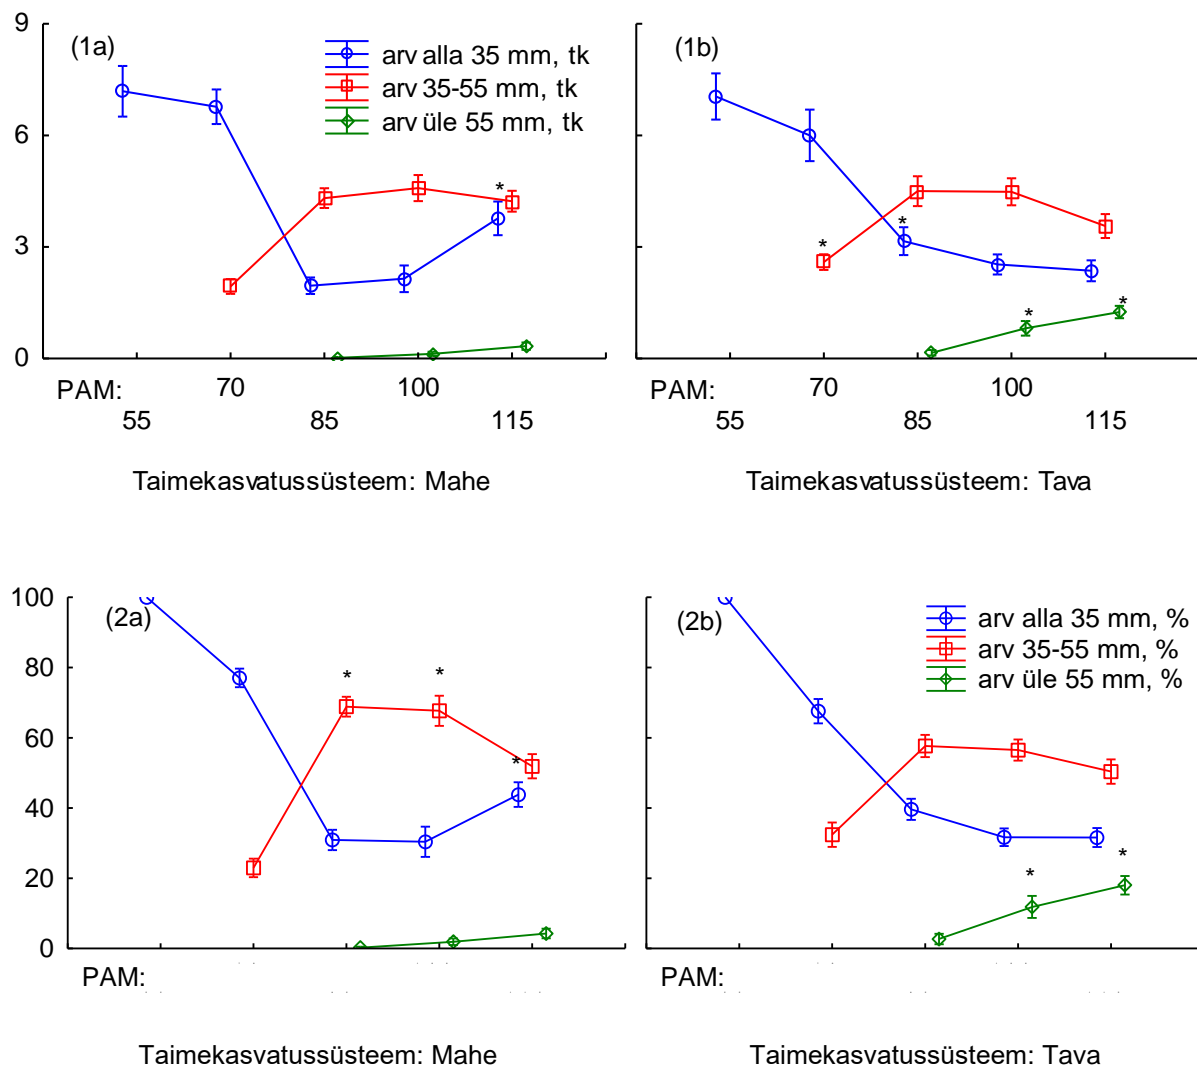 9
6
3
0
(1a)
arv alla 35 mm, tk
arv 35-55 mm, tk
arv üle 55 mm, tk
*
PAM:
70
100
55
85
115
Taimekasvatussüsteem: Mahe
(1b)
*
*
*
*
PAM:
70
100
55
85
115
Taimekasvatussüsteem: Tava
100
80
60
40
20
0
(2a)
*
*
*
PAM:
Taimekasvatussüsteem: Mahe
(2b)
arv alla 35 mm, %
arv 35-55 mm, %
arv üle 55 mm, %
*
*
PAM:
Taimekasvatussüsteem: Tava